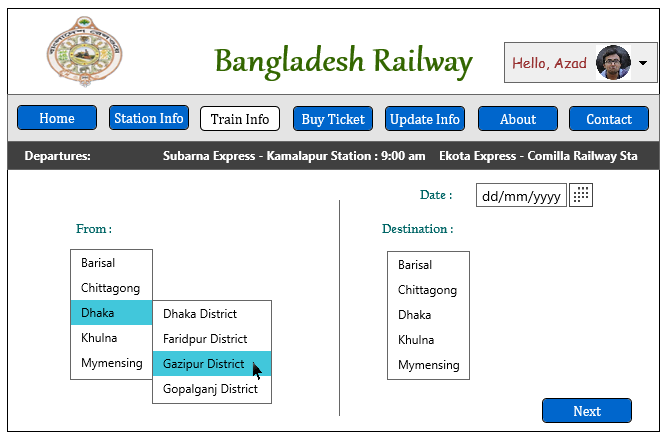 Bangladesh Railway
Hello, Azad
Home
Station Info
Train Info
Buy Ticket
Update Info
About
Contact
Departures:
Subarna Express - Kamalapur Station : 9:00 am
Ekota Express - Comilla Railway Sta
Date :
dd/mm/yyyy
From :
Barisal
Chittagong
Dhaka
Khulna
Mymensing
Dhaka District
Faridpur District
Gazipur District
Gopalganj District
Destination :
Barisal
Chittagong
Dhaka
Khulna
Mymensing
Next